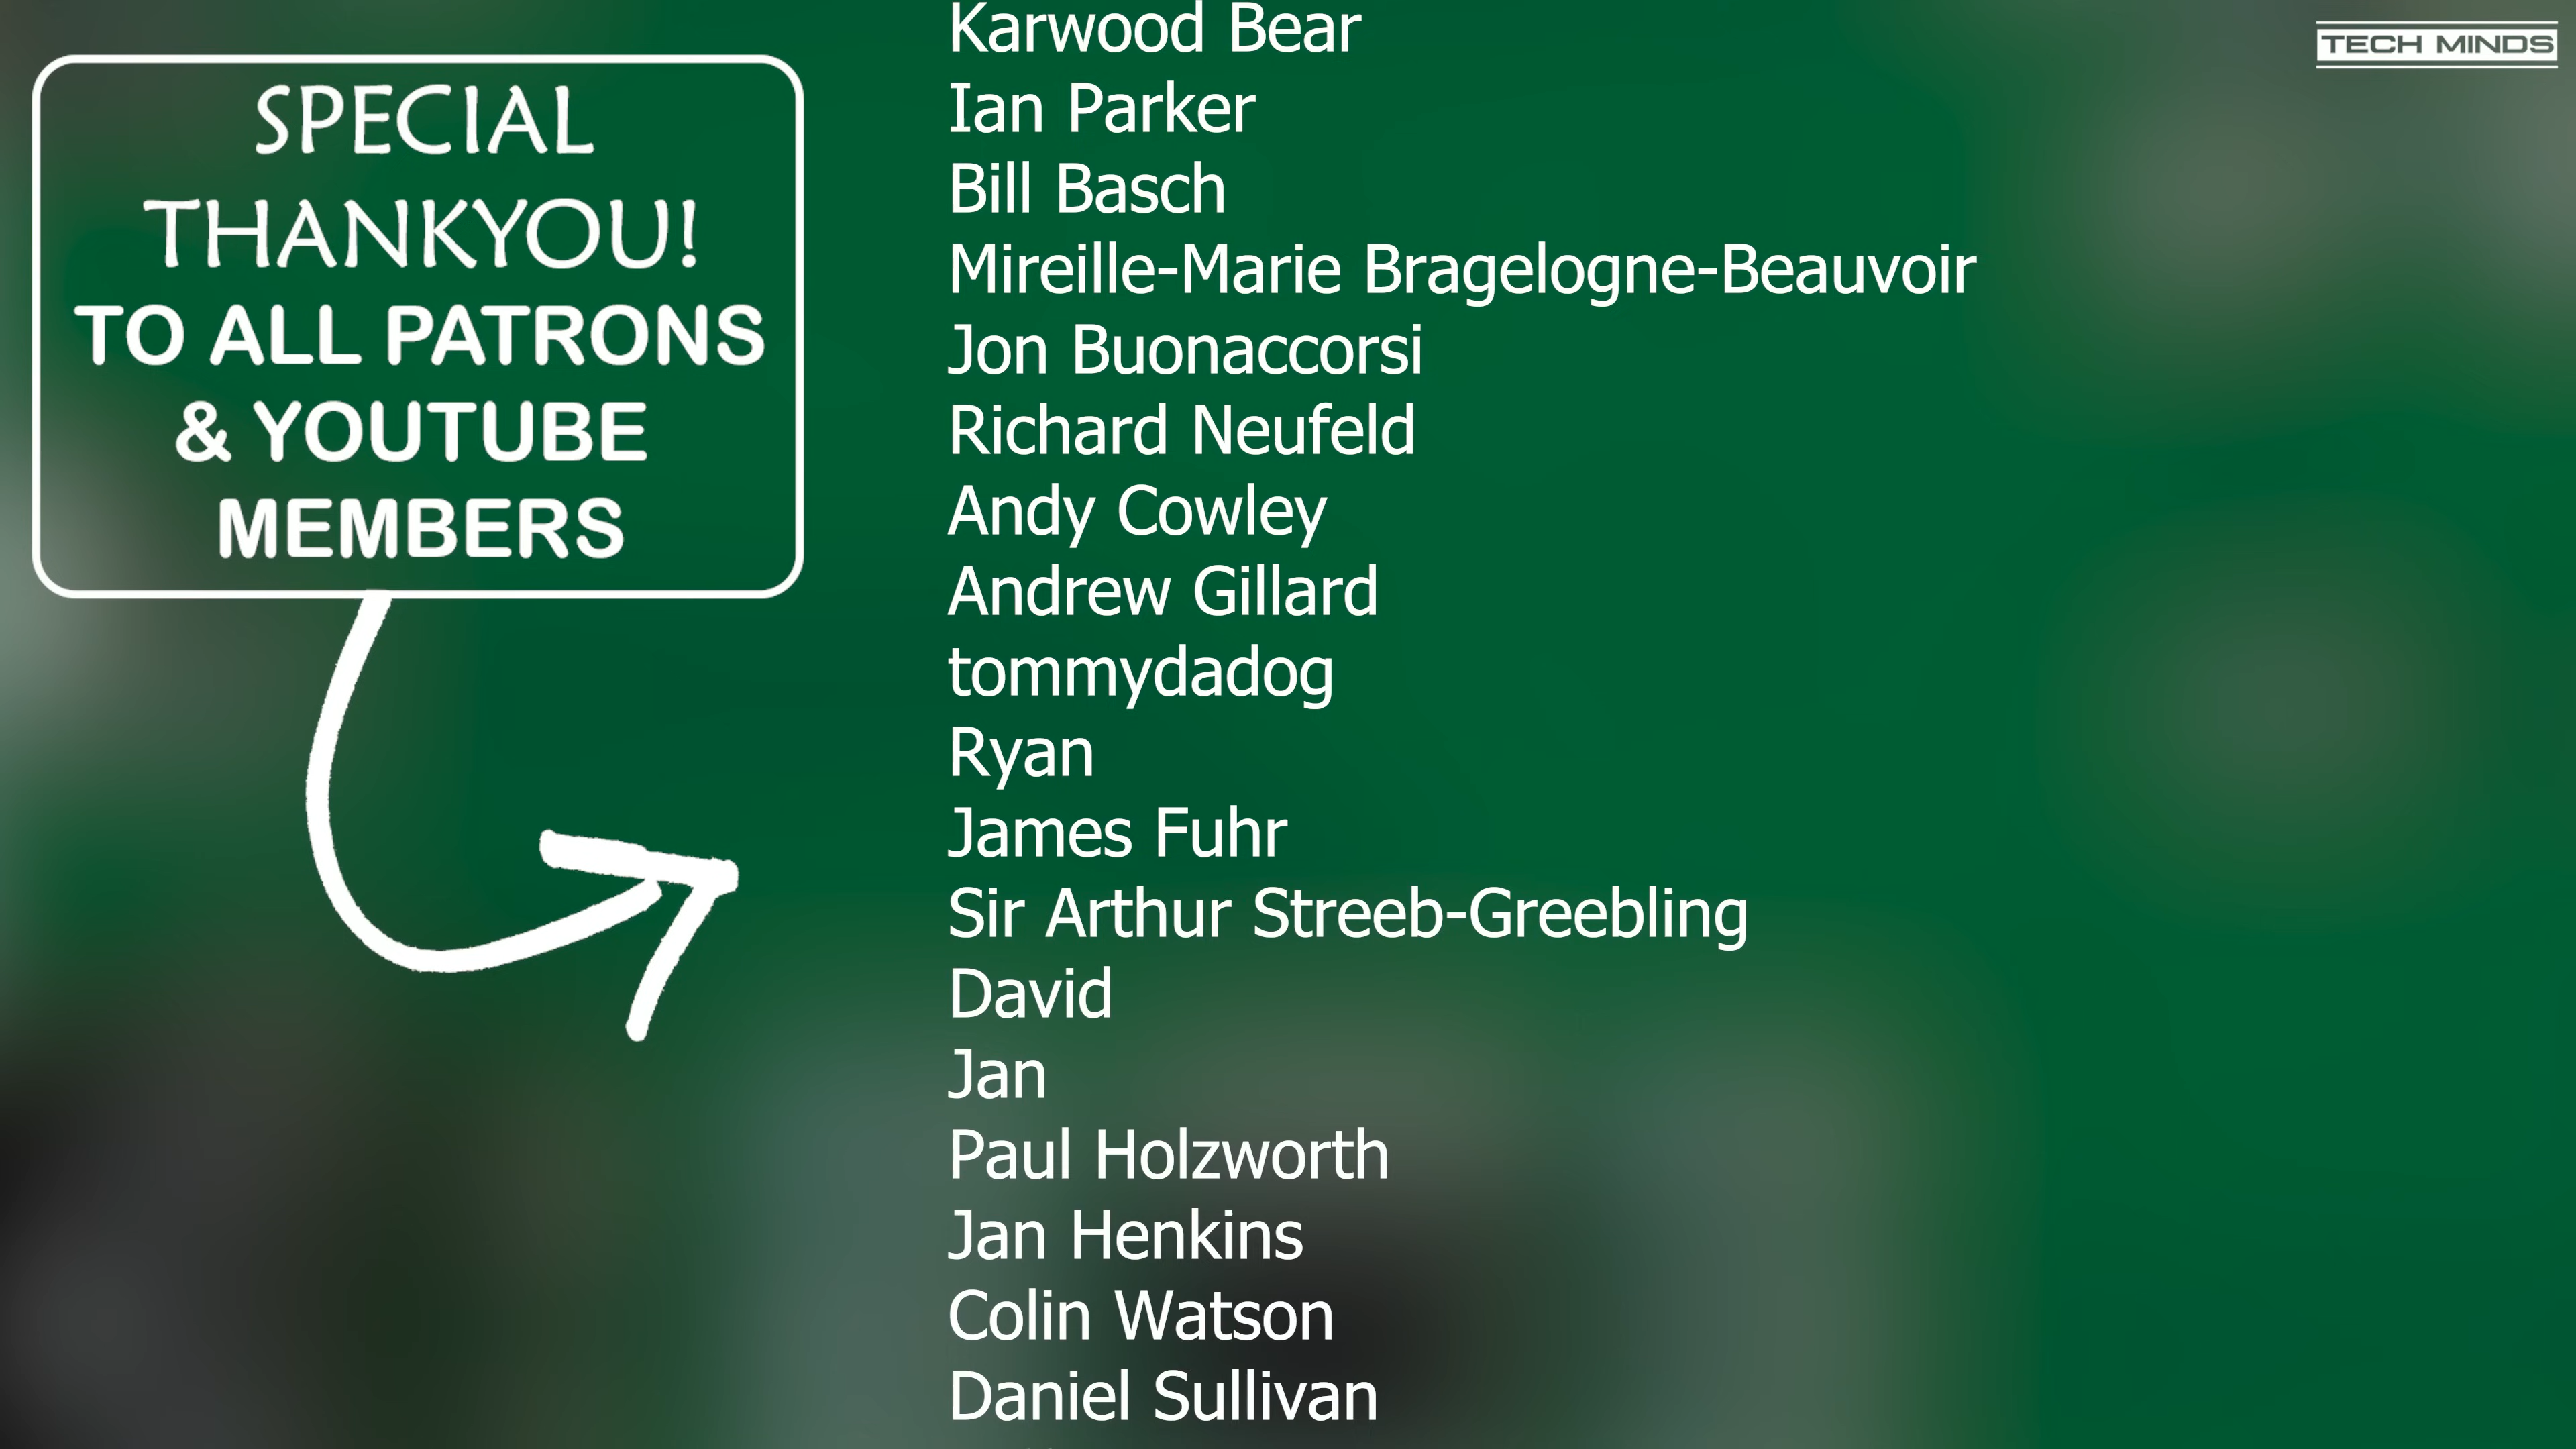 SPECIAL
THANKYOU!
TO ALL PATRONS
& YOUTUBE
MEMBERS
Karwood Bear
Ian Parker
Bill Basch
Mireille-Marie Bragelogne-Beauvoir
Jon Buonaccorsi
Richard Neufeld
Andy Cowley
Andrew Gillard
tommydadog
Ryan
James Fuhr
Sir Arthur Streeb-Greebling
David
Jan
Paul Holzworth
Jan Henkins
Colin Watson
Daniel Sullivan
TECH MINDS